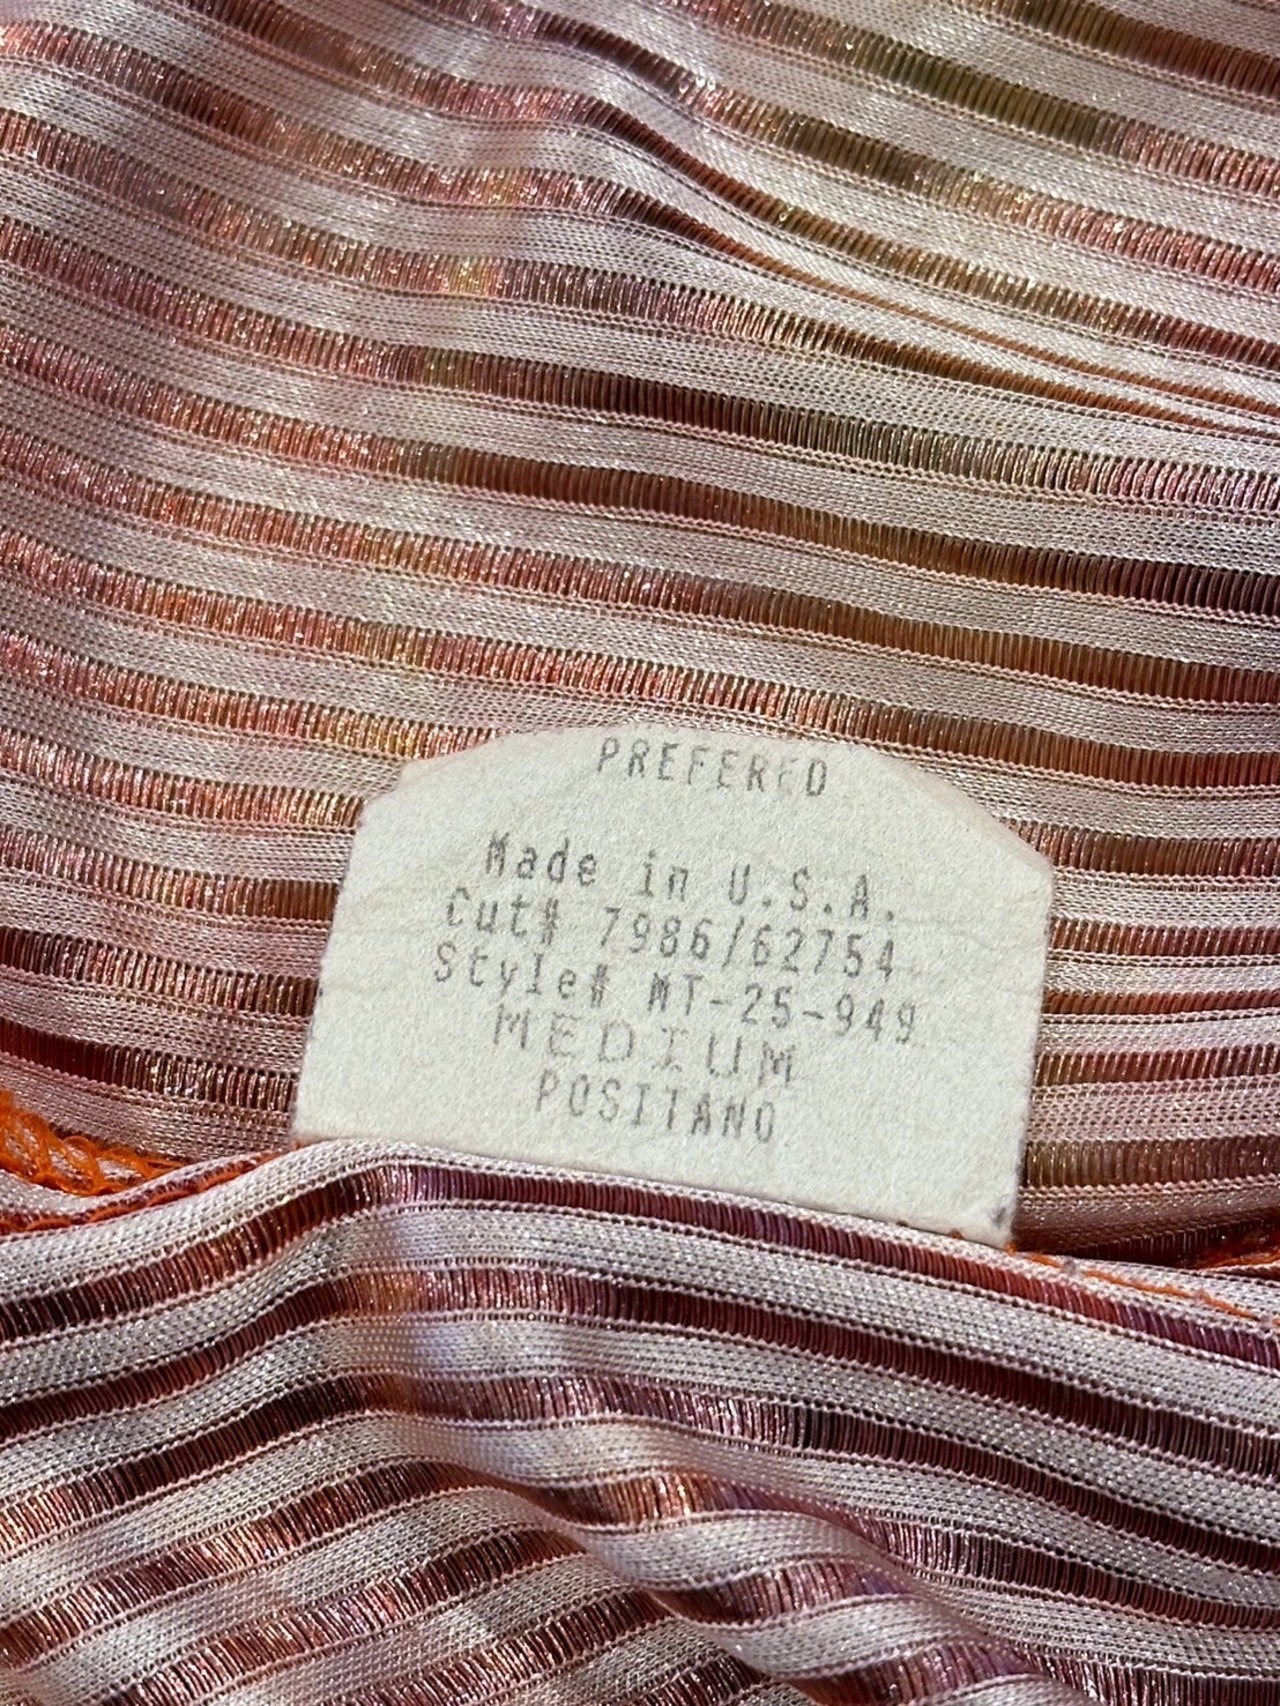 PREFERED
Made in U.S.A.
Cut# 7986/62754
Style# MT-25-949
MEDIUM
POSITANO